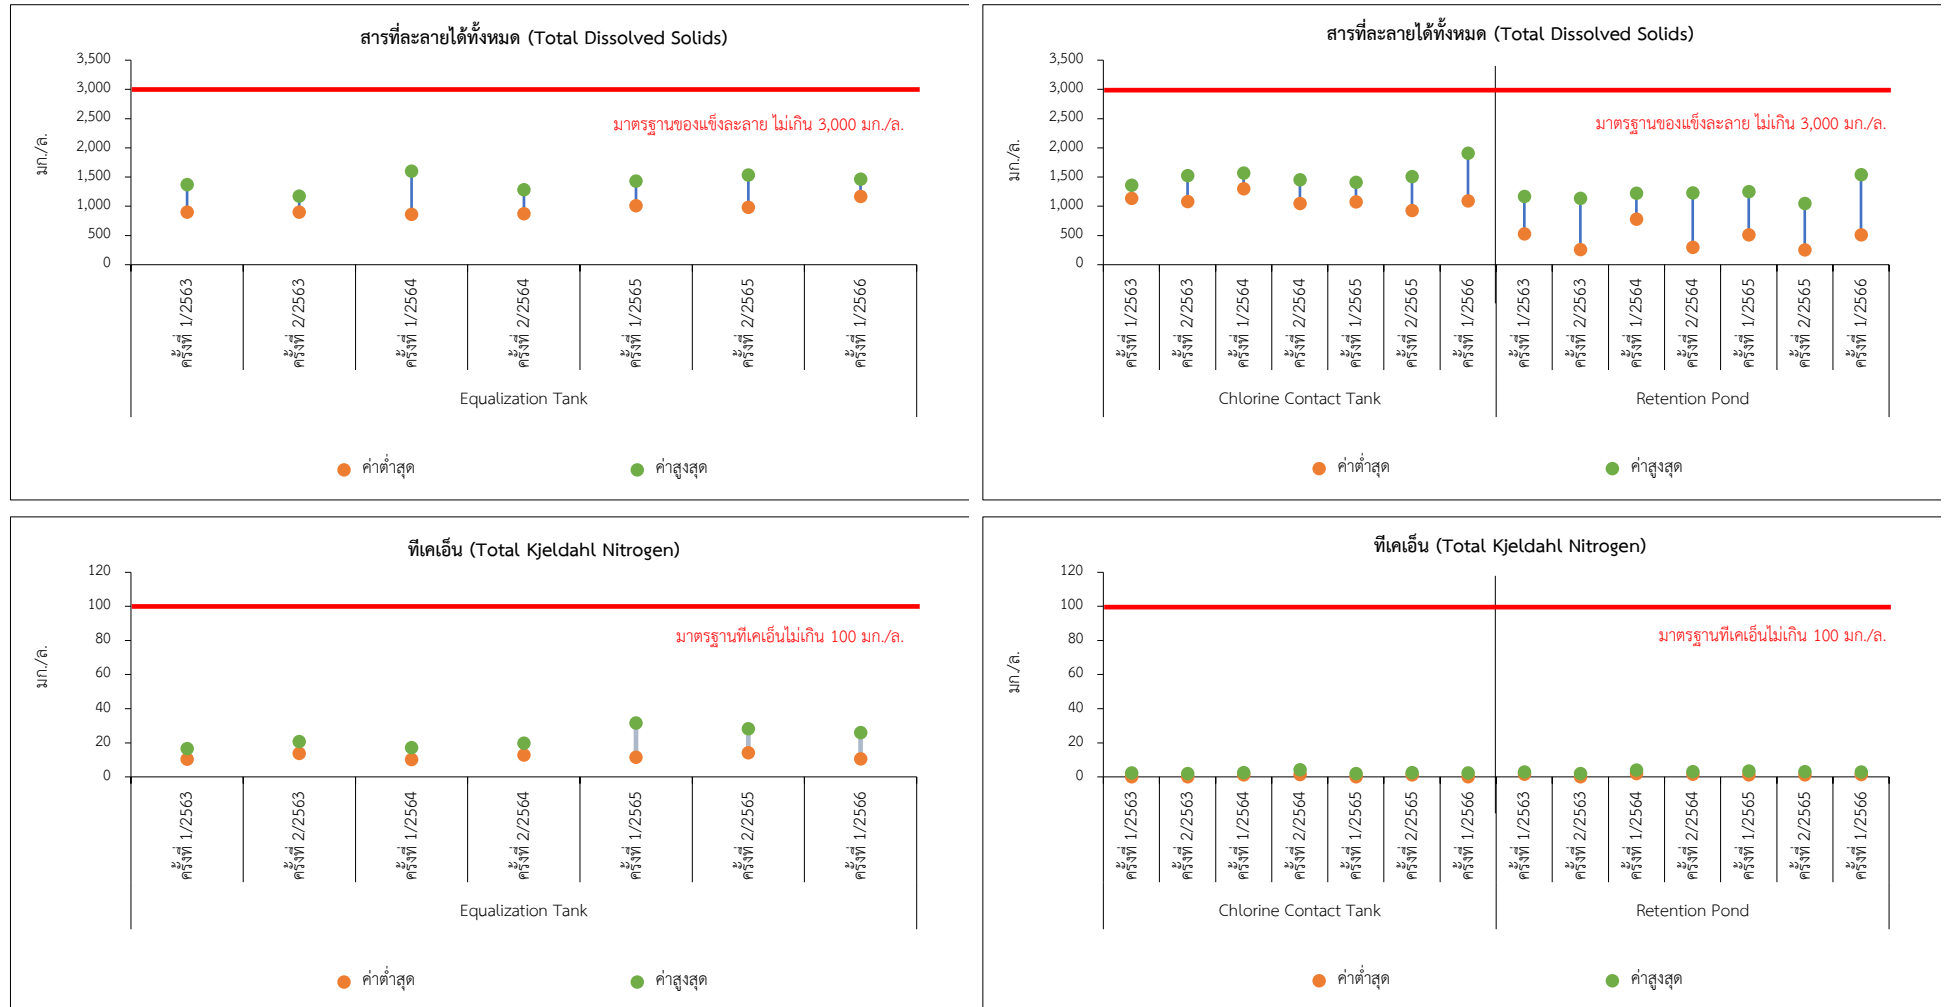 สารที่ละลายได้ทั้งหมด (Total Dissolved Solids)
3,500
3,000
2,500
2,000
1,500
1,000
500
0
มก./ล.
มาตรฐานของแข็งละลาย ไม่เกิน 3,000 มก./ล.
ครั้งที่ 1/2563
ครั้งที่ 2/2563
ครั้งที่ 1/2564
ครั้งที่ 2/2564
ครั้งที่ 1/2565
ครั้งที่ 2/2565
ครั้งที่ 1/2566
Equalization Tank
ค่าต่ำสุด
ค่าสูงสุด
สารที่ละลายได้ทั้งหมด (Total Dissolved Solids)
3,500
3,000
2,500
2,000
1,500
1,000
500
0
มก./ล.
มาตรฐานของแข็งละลาย ไม่เกิน 3,000 มก./ล.
ครั้งที่ 1/2563
ครั้งที่ 2/2563
ครั้งที่ 1/2564
ครั้งที่ 2/2564
ครั้งที่ 1/2565
ครั้งที่ 2/2565
ครั้งที่ 1/2566
ครั้งที่ 1/2563
ครั้งที่ 2/2563
ครั้งที่ 1/2564
ครั้งที่ 2/2564
ครั้งที่ 1/2565
ครั้งที่ 2/2565
ครั้งที่ 1/2566
Chlorine Contact Tank
Retention Pond
ค่าต่ำสุด
ค่าสูงสุด
ทีเคเอ็น (Total Kjeldahl Nitrogen)
120
100
80
60
40
20
0
มก./ล.
มาตรฐานทีเคเอ็นไม่เกิน 100 มก./ล.
ครั้งที่ 1/2563
ครั้งที่ 2/2563
ครั้งที่ 1/2564
ครั้งที่ 2/2564
ครั้งที่ 1/2565
ครั้งที่ 2/2565
ครั้งที่ 1/2566
Equalization Tank
ค่าต่ำสุด
ค่าสูงสุด
ทีเคเอ็น (Total Kjeldahl Nitrogen)
120
100
80
60
40
20
0
มก./ล.
มาตรฐานทีเคเอ็นไม่เกิน 100 มก./ล.
ครั้งที่ 1/2563
ครั้งที่ 2/2563
ครั้งที่ 1/2564
ครั้งที่ 2/2564
ครั้งที่ 1/2565
ครั้งที่ 2/2565
ครั้งที่ 1/2566
ครั้งที่ 1/2563
ครั้งที่ 2/2563
ครั้งที่ 1/2564
ครั้งที่ 2/2564
ครั้งที่ 1/2565
ครั้งที่ 2/2565
ครั้งที่ 1/2566
Chlorine Contact Tank
Retention Pond
ค่าต่ำสุด
ค่าสูงสุด